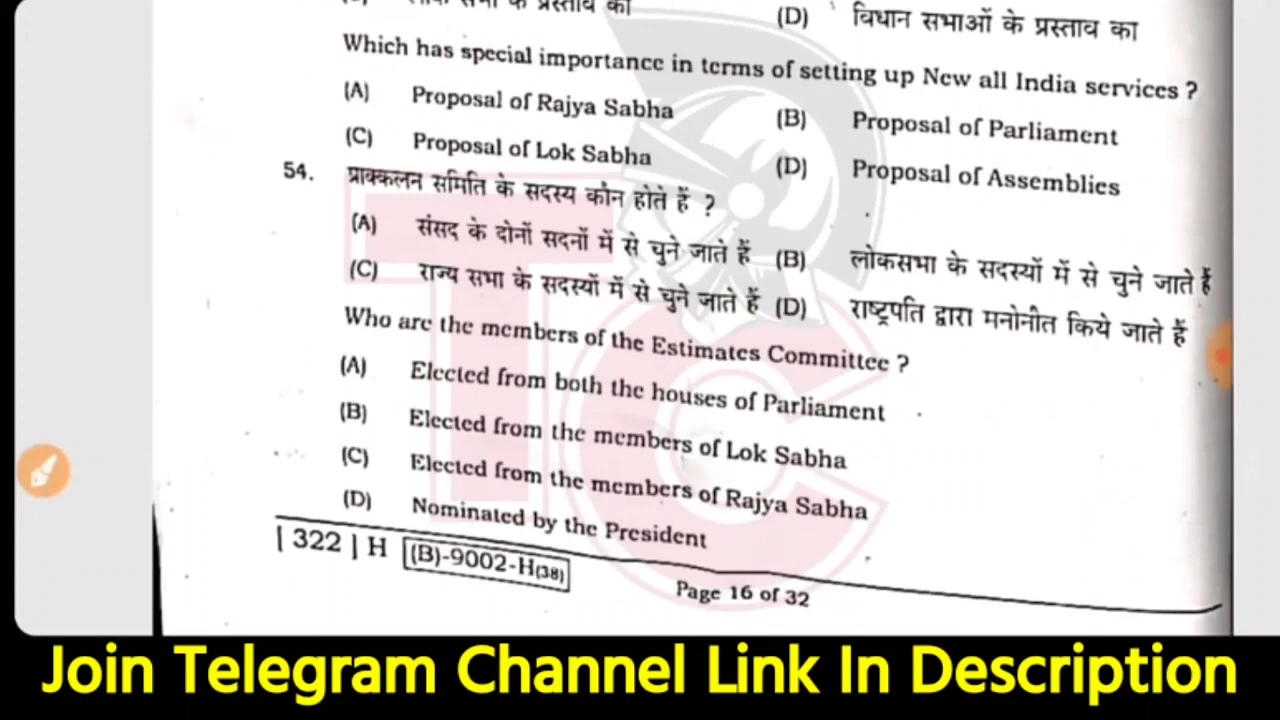 लोक सभा के प्रस्ताव का (D) विधान सभाओं के प्रस्ताव का
Which has special importance in terms of setting up New all India services ?
(A) Proposal of Rajya Sabha (B) Proposal of Parliament
(C) Proposal of Lok Sabha (D) Proposal of Assemblies
54. प्राक्कलन समिति के सदस्य कौन होते हैं ?
(A) संसद के दोनों सदनों में से चुने जाते हैं (B) लोकसभा के सदस्यों में से चुने जाते हैं
(C) राज्य सभा के सदस्यों में से चुने जाते हैं (D) राष्ट्रपति द्वारा मनोनीत किये जाते हैं
Who are the members of the Estimates Committee ?
(A) Elected from both the houses of Parliament
(B) Elected from the members of Lok Sabha
(C) Elected from the members of Rajya Sabha
(D) Nominated by the President
| 322 | H (B)-9002-H(38) Page 16 of 32
TC
Join Telegram Channel Link In Description